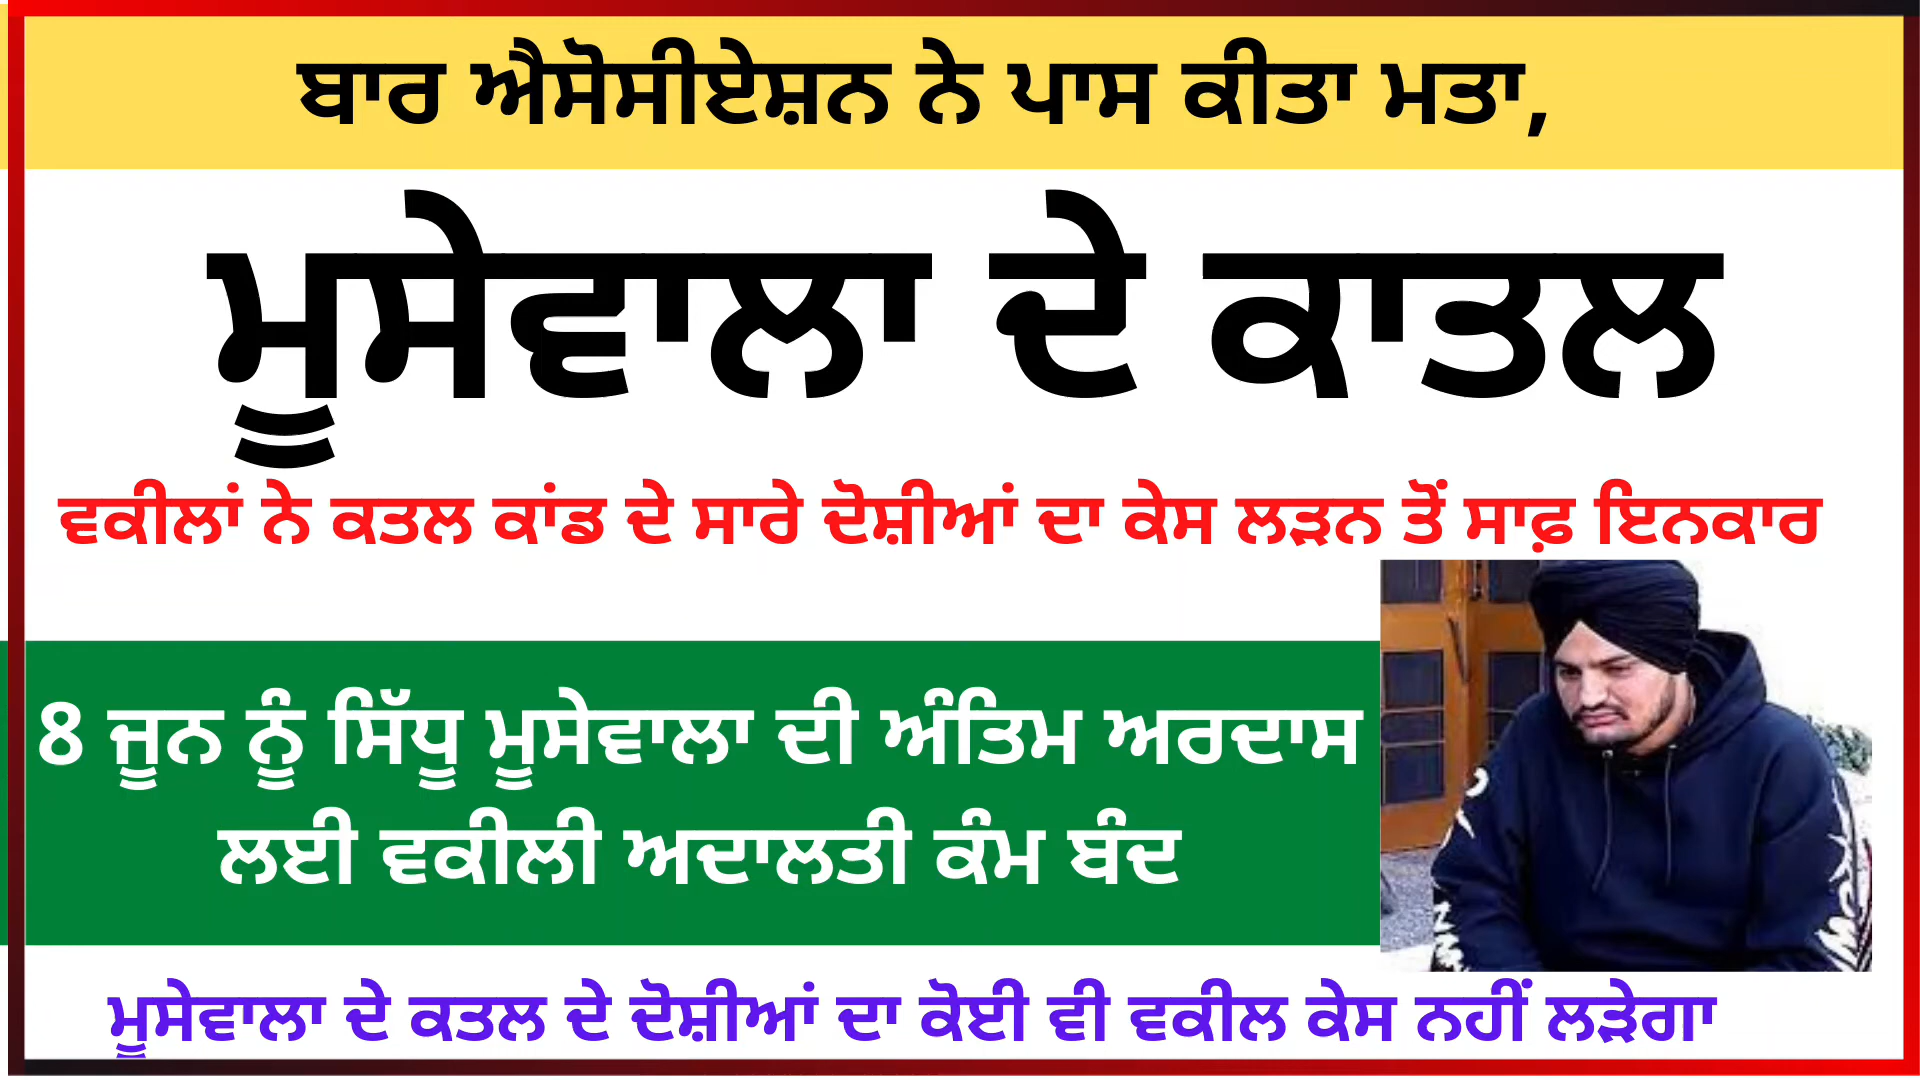 ਬਾਰ ਐਸੋਸੀਏਸ਼ਨ ਨੇ ਪਾਸ ਕੀਤਾ ਮਤਾ,
ਮੂਸੇਵਾਲਾ ਦੇ ਕਾਤਲ
ਵਕੀਲਾਂ ਨੇ ਕਤਲ ਕਾਂਡ ਦੇ ਸਾਰੇ ਦੋਸ਼ੀਆਂ ਦਾ ਕੇਸ ਲੜਨ ਤੋਂ ਸਾਫ਼ ਇਨਕਾਰ
8 ਜੂਨ ਨੂੰ ਸਿੱਧੂ ਮੂਸੇਵਾਲਾ ਦੀ ਅੰਤਿਮ ਅਰਦਾਸ
ਲਈ ਵਕੀਲੀ ਅਦਾਲਤੀ ਕੰਮ ਬੰਦ
ਮੂਸੇਵਾਲਾ ਦੇ ਕਤਲ ਦੇ ਦੋਸ਼ੀਆਂ ਦਾ ਕੋਈ ਵੀ ਵਕੀਲ ਕੇਸ ਨਹੀਂ ਲੜੇਗਾ